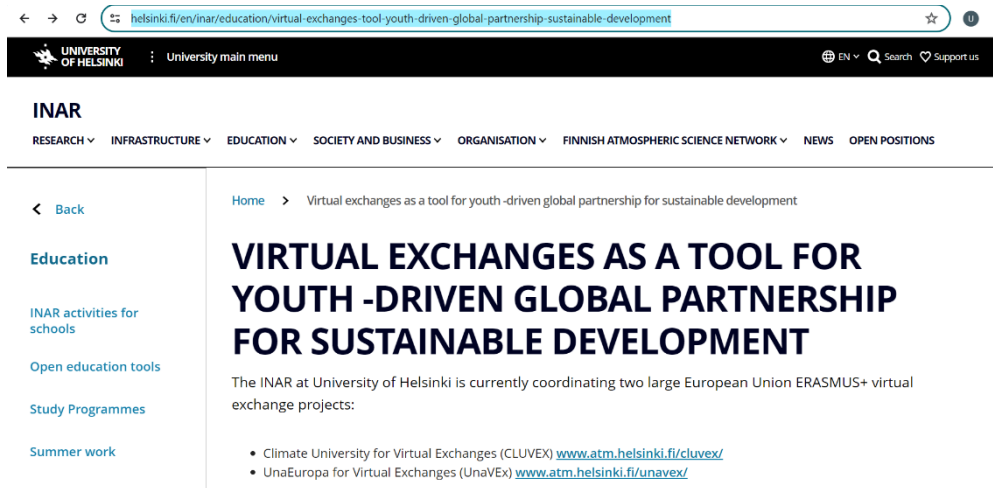 helsinki.fi/en/inar/education/virtual-exchanges-tool-youth-driven-global-partnership-sustainable-development
U
UNIVERSITY
OF HELSINKI
University main menu
EN
Search
Support us
INAR
RESEARCH
INFRASTRUCTURE
EDUCATION
SOCIETY AND BUSINESS
ORGANISATION
FINNISH ATMOSPHERIC SCIENCE NETWORK
NEWS
OPEN POSITIONS
Back
Education
INAR activities for
schools
Open education tools
Study Programmes
Summer work
Home > Virtual exchanges as a tool for youth -driven global partnership for sustainable development
VIRTUAL EXCHANGES AS A TOOL FOR
YOUTH -DRIVEN GLOBAL PARTNERSHIP
FOR SUSTAINABLE DEVELOPMENT
The INAR at University of Helsinki is currently coordinating two large European Union ERASMUS+ virtual
exchange projects:
• Climate University for Virtual Exchanges (CLUVEX) www.atm.helsinki.fi/cluvex/
• UnaEuropa for Virtual Exchanges (UnaVEx) www.atm.helsinki.fi/unavex/